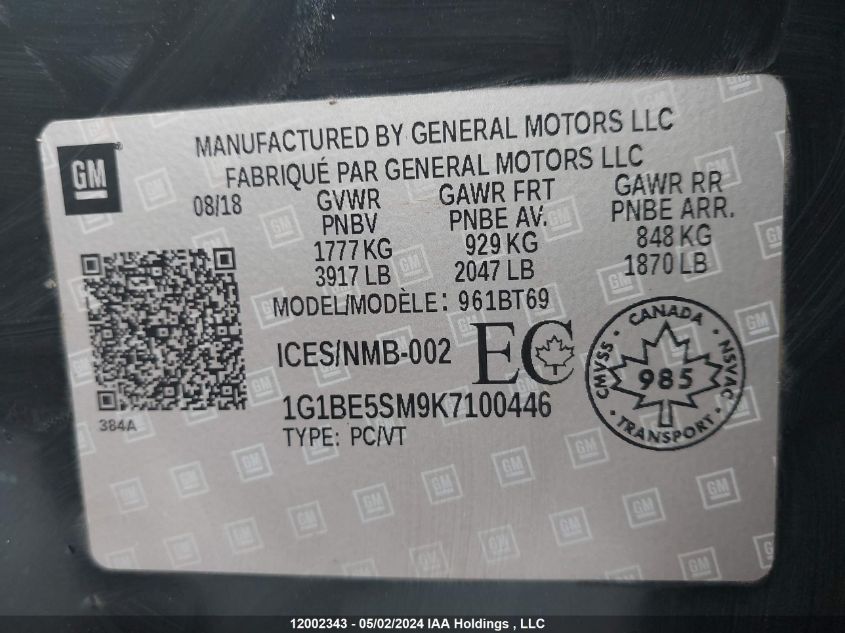 MANUFACTURED BY GENERAL MOTORS LLC
FABRIQUÉ PAR GENERAL MOTORS LLC
GM®
08/18
GVWR GAWR FRT GAWR RR
PNBV PNBE AV. PNBE ARR.
1777 KG 929 KG 848 KG
3917 LB 2047 LB 1870 LB
MODEL/MODÈLE: 961BT69
ICES/NMB-002 EC
CANADA
CMVSS · 985 · NSVAC
TRANSPORT
1G1BE5SM9K7100446
384A
TYPE: PC/VT
12002343 - 05/02/2024 IAA Holdings , LLC